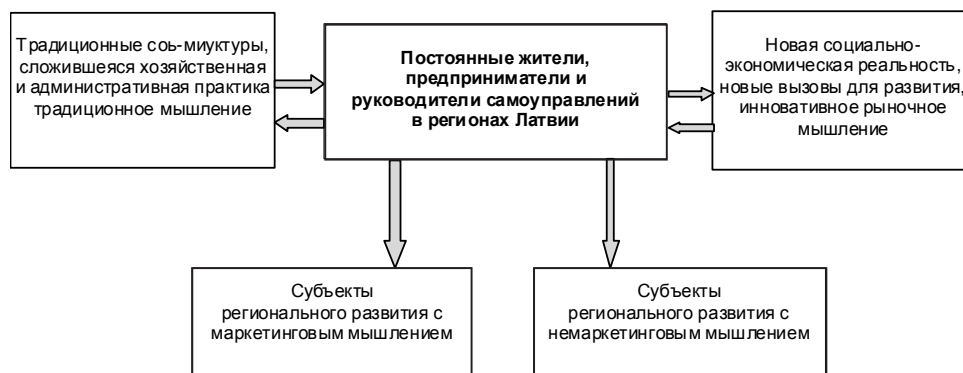 Традиционные соь-миуктуры,
сложившееся хозяйственная
и административная практика
традиционное мышление
Постоянные жители,
предприниматели и
руководители самоуправлений
в регионах Латвии
Новая социально-
экономическая реальность,
новые вызовы для развития,
инновативное рыночное
мышление
Субъекты
регионального развития с
маркетинговым мышлением
Субъекты
регионального развития с
немаркетинговым мышлением